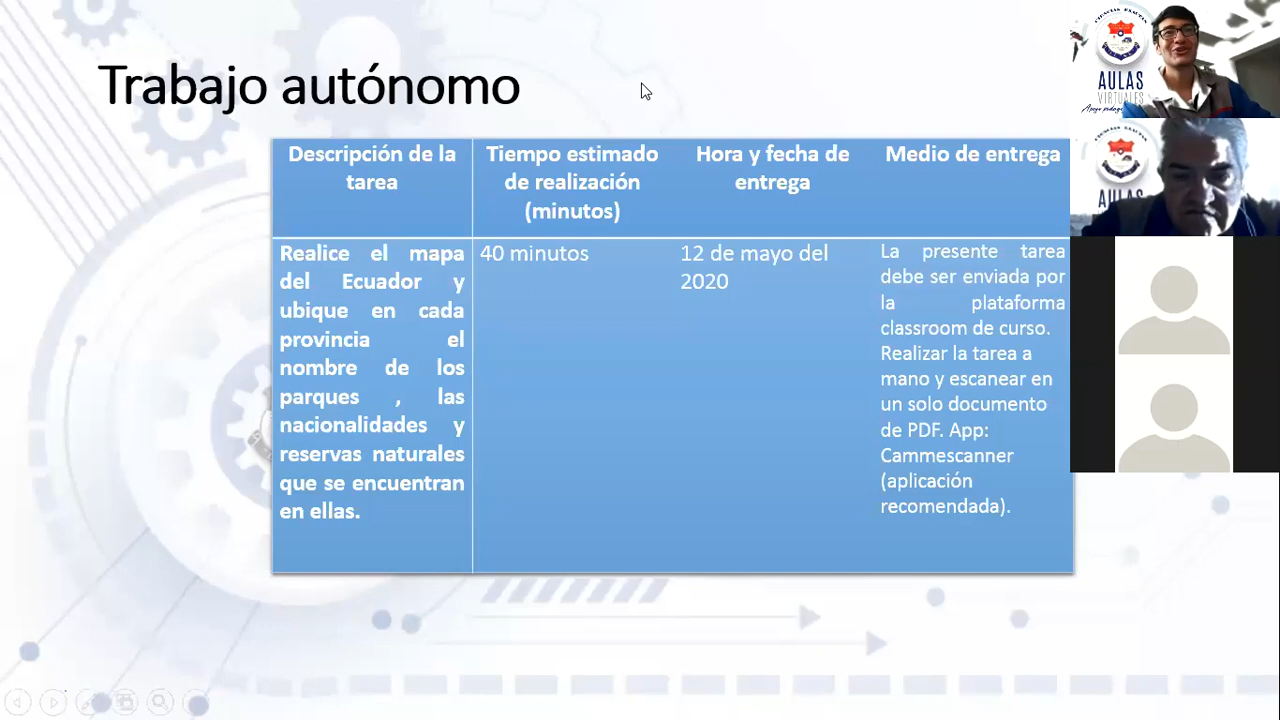 Trabajo autónomo
Descripción de la
tarea
Tiempo estimado
de realización
(minutos)
Hora y fecha de
entrega
Medio de entrega
Realice el mapa
del Ecuador y
ubique en cada
provincia el
nombre de los
parques , las
nacionalidades y
reservas naturales
que se encuentran
en ellas.
40 minutos
12 de mayo del
2020
La presente tarea
debe ser enviada por
la plataforma
classroom de curso.
Realizar la tarea a
mano y escanear en
un solo documento
de PDF. App:
Cammescanner
(aplicación
recomendada).
CIENCIAS EXACTAS
AULAS
VIRTUALES
AULAS